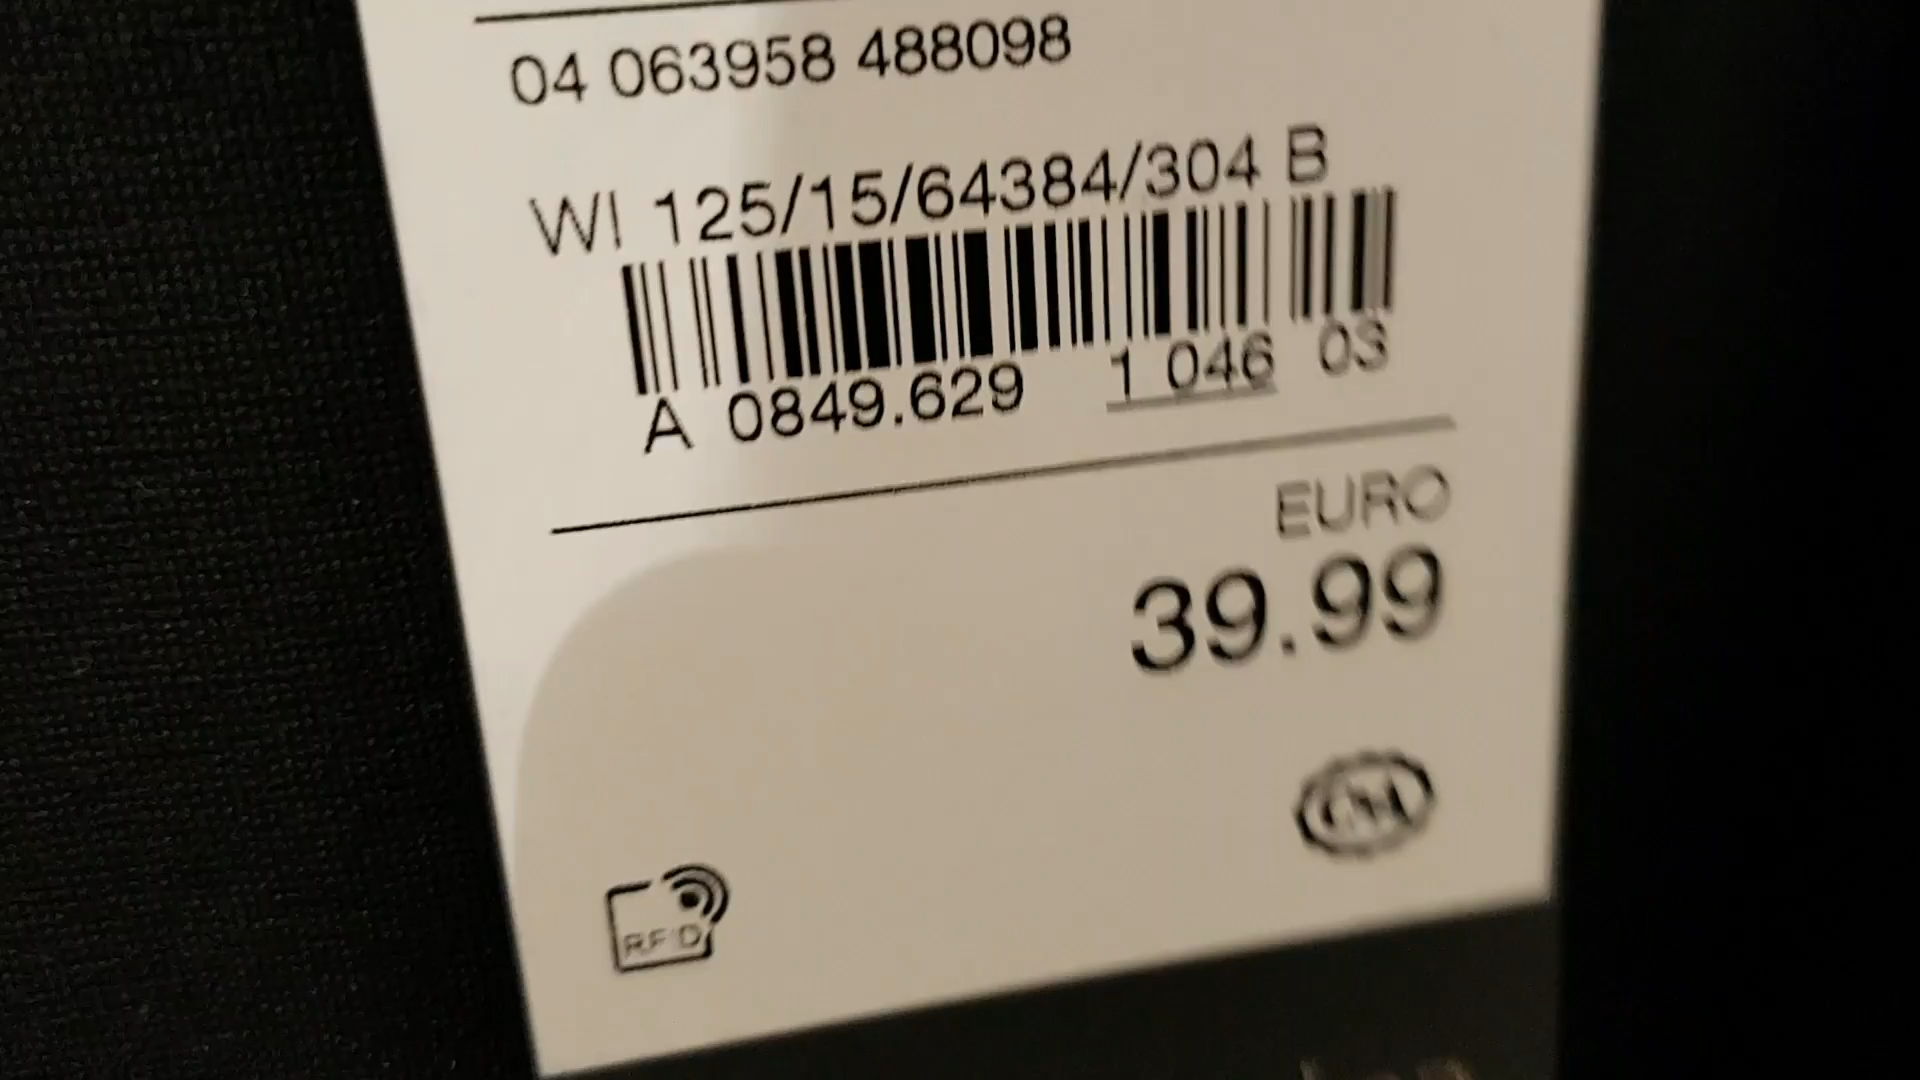 04 063958 488098
WI 125/15/64384/304 B
A 0849.629 1 046 03
EURO
39.99
C&A
RFID